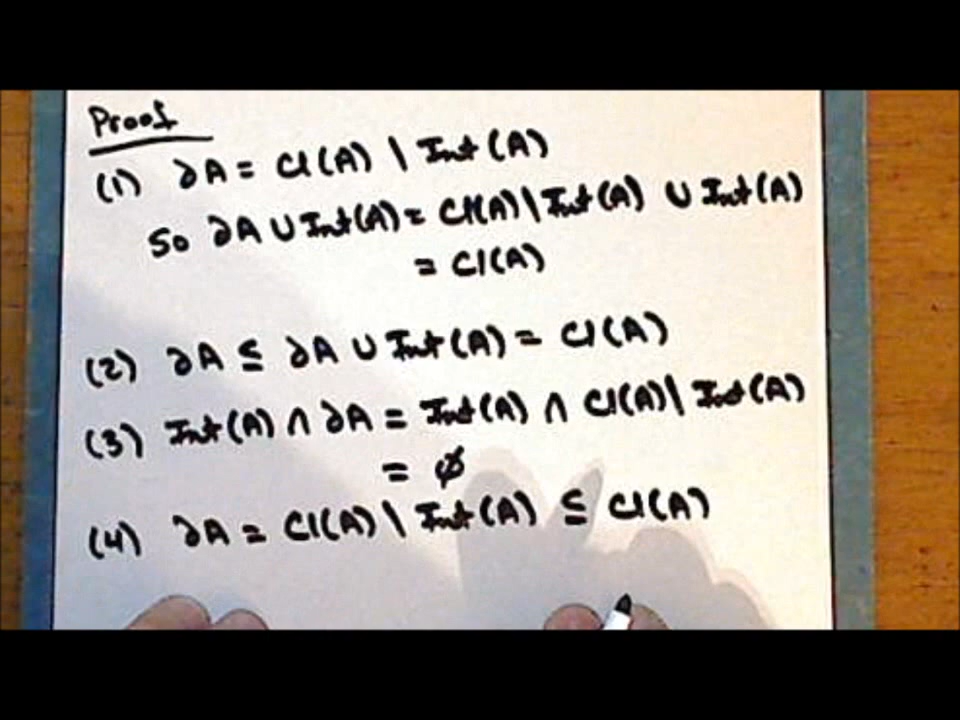 Proof
(1) ∂A = Cl(A) \ Int(A)
So ∂A ∪ Int(A) = Cl(A) \ Int(A) ∪ Int(A)
= Cl(A)
(2) ∂A ⊆ ∂A ∪ Int(A) = Cl(A)
(3) Int(A) ∩ ∂A = Int(A) ∩ Cl(A) \ Int(A)
= ∅
(4) ∂A = Cl(A) \ Int(A) ⊆ Cl(A)